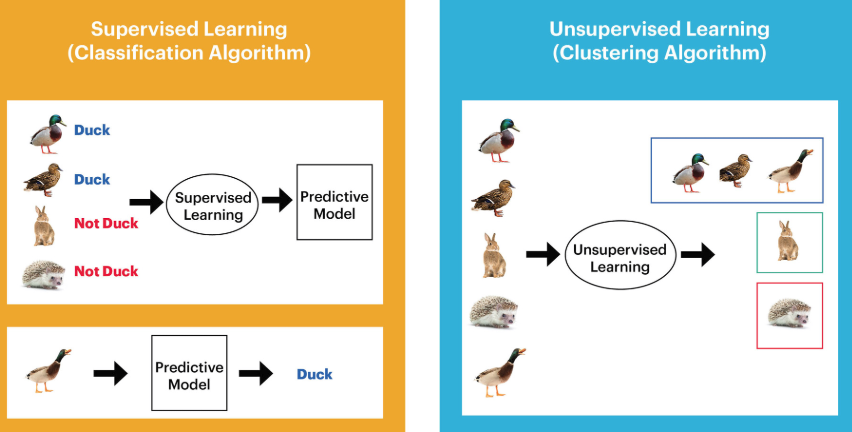 Supervised Learning
(Classification Algorithm)
Duck
Duck
Not Duck
Not Duck
Supervised
Learning
Predictive
Model
Predictive
Model
Duck
Unsupervised Learning
(Clustering Algorithm)
Unsupervised
Learning